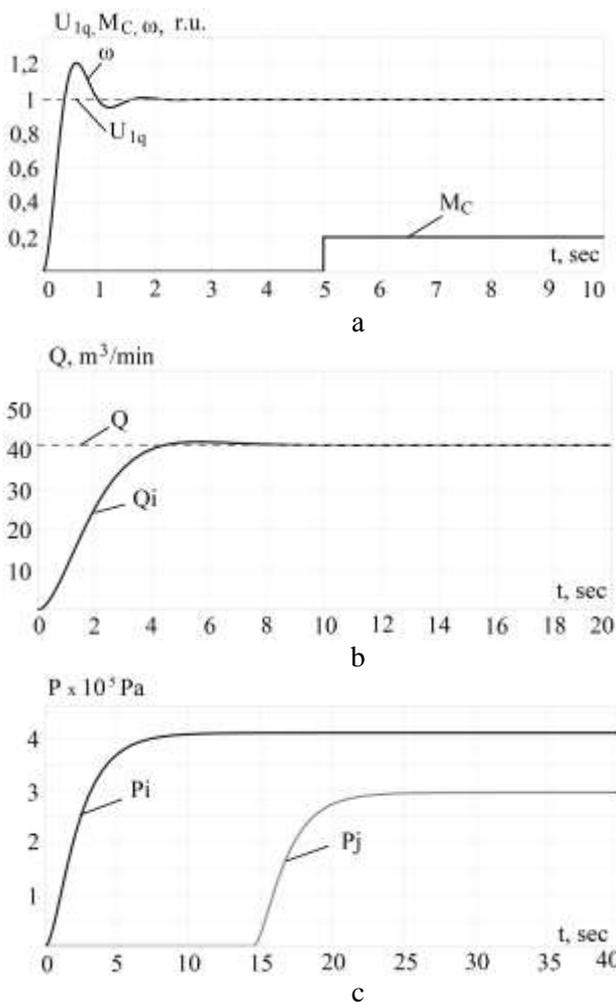 U1q, MC, ω, r.u.
1,2
ω
1
U1q
0,8
0,6
0,4
MC
0,2
t, sec
0 1 2 3 4 5 6 7 8 9 10
a
Q, m³/min
50
Q
40
30
Qi
20
10
t, sec
0 2 4 6 8 10 12 14 16 18 20
b
P x 10⁵ Pa
4
3
Pi
2
Pj
1
t, sec
0 5 10 15 20 25 30 35 40
c